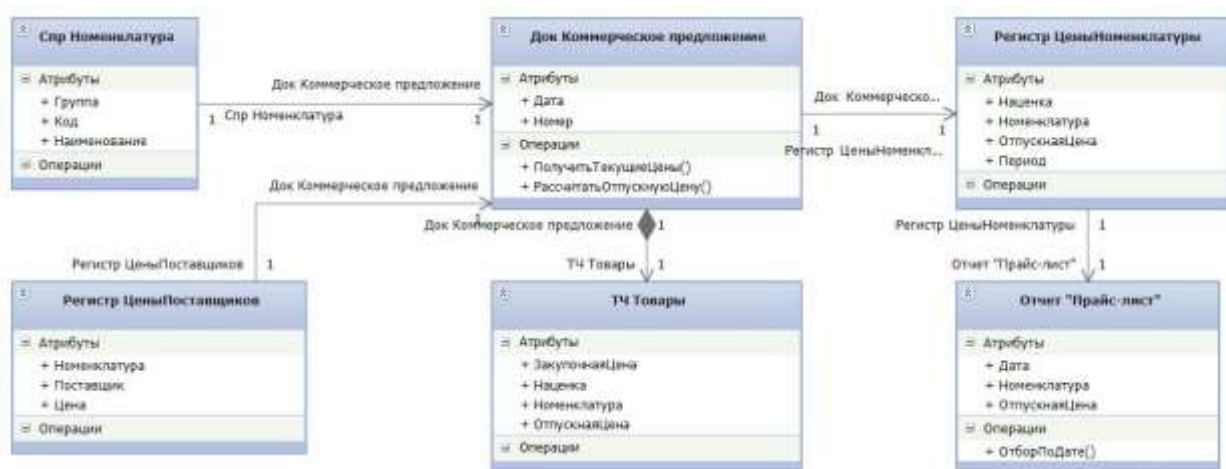 Спр Номенклатура
Атрибуты
+ Группа
+ Код
+ Наименование
Операции
Док Коммерческое предложение
1 Спр Номенклатура
1
Док Коммерческое предложение
Атрибуты
+ Дата
+ Номер
Операции
+ ПолучитьТекущиеЦены()
+ РассчитатьОтпускнуюЦену()
Док Коммерческо...
1
1
Регистр ЦеныНоменкл...
Регистр ЦеныНоменклатуры
Атрибуты
+ Наценка
+ Номенклатура
+ ОтпускнаяЦена
+ Период
Операции
Док Коммерческое предложение
1
Регистр ЦеныПоставщиков 1
Док Коммерческое предложение 1
ТЧ Товары 1
Регистр ЦеныНоменклатуры 1
Отчет "Прайс-лист" 1
Регистр ЦеныПоставщиков
Атрибуты
+ Номенклатура
+ Поставщик
+ Цена
Операции
ТЧ Товары
Атрибуты
+ ЗакупочнаяЦена
+ Наценка
+ Номенклатура
+ ОтпускнаяЦена
Операции
Отчет "Прайс-лист"
Атрибуты
+ Дата
+ Номенклатура
+ ОтпускнаяЦена
Операции
+ ОтборПоДате()